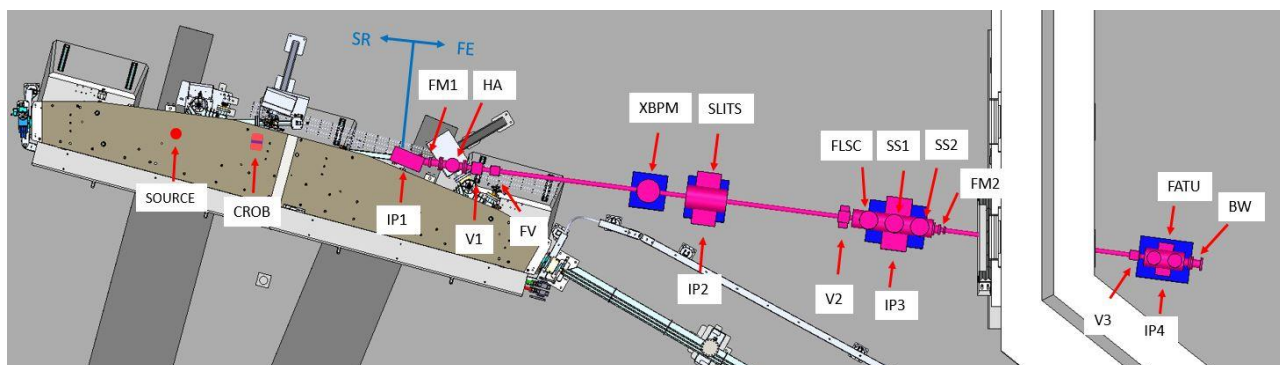 SR
FE
FM1
HA
XBPM
SLITS
FLSC
SS1
SS2
FM2
FATU
BW
SOURCE
CROB
IP1
V1
FV
IP2
V2
IP3
V3
IP4